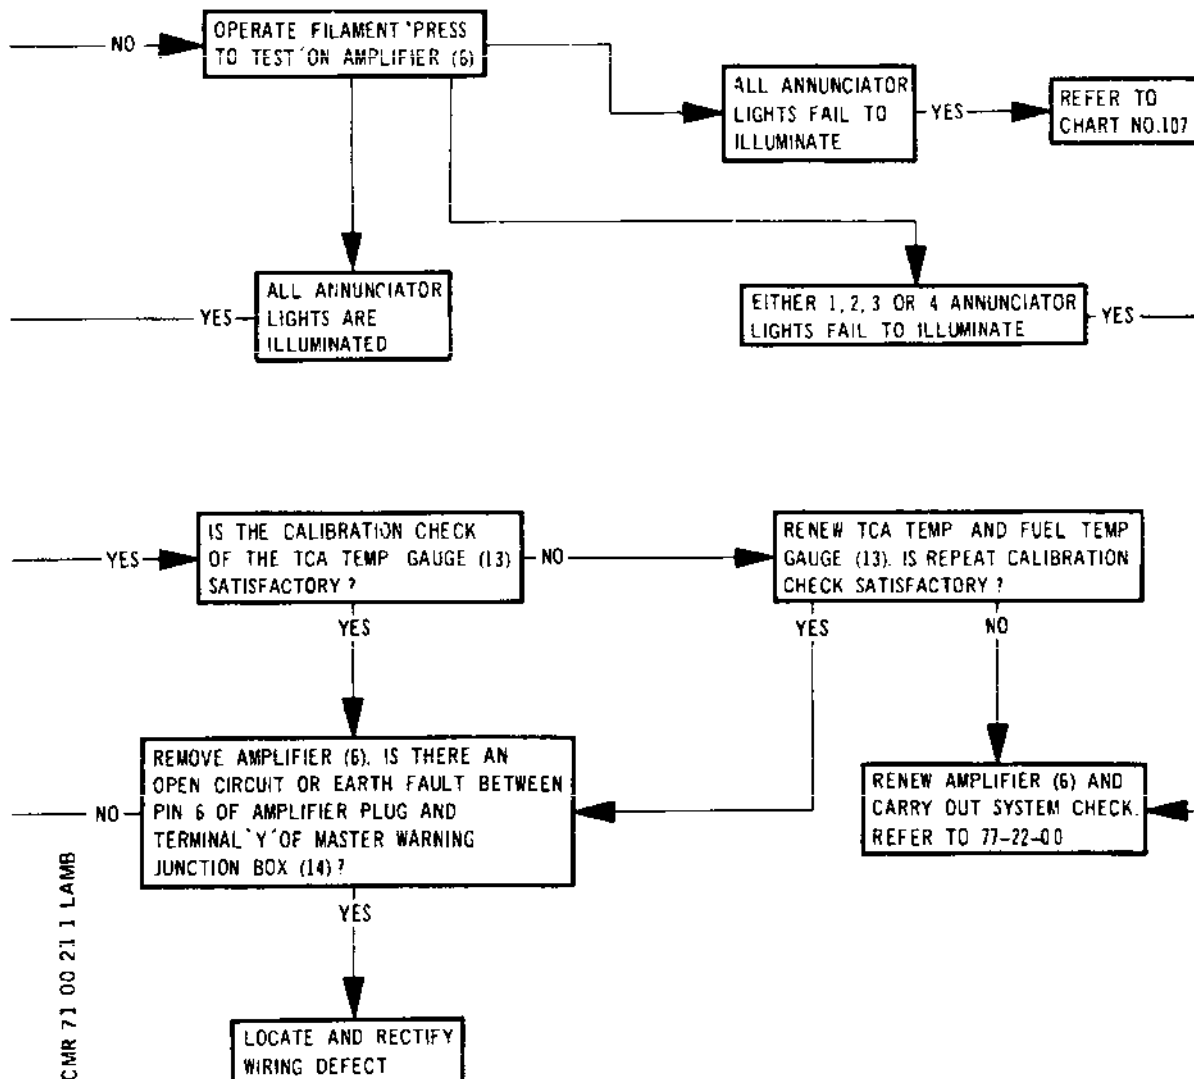 NO
OPERATE FILAMENT 'PRESS
TO TEST' ON AMPLIFIER (6)
ALL ANNUNCIATOR
LIGHTS FAIL TO
ILLUMINATE
YES
REFER TO
CHART NO.107
YES
ALL ANNUNCIATOR
LIGHTS ARE
ILLUMINATED
EITHER 1, 2, 3 OR 4 ANNUNCIATOR
LIGHTS FAIL TO ILLUMINATE
YES
YES
IS THE CALIBRATION CHECK
OF THE TCA TEMP GAUGE (13)
SATISFACTORY ?
NO
RENEW TCA TEMP AND FUEL TEMP
GAUGE (13). IS REPEAT CALIBRATION
CHECK SATISFACTORY ?
YES
YES
NO
NO
REMOVE AMPLIFIER (6). IS THERE AN
OPEN CIRCUIT OR EARTH FAULT BETWEEN
PIN 6 OF AMPLIFIER PLUG AND
TERMINAL 'Y' OF MASTER WARNING
JUNCTION BOX (14) ?
RENEW AMPLIFIER (6) AND
CARRY OUT SYSTEM CHECK.
REFER TO 77-22-00
YES
LOCATE AND RECTIFY
WIRING DEFECT
CMR 71 00 21 1 LAMB